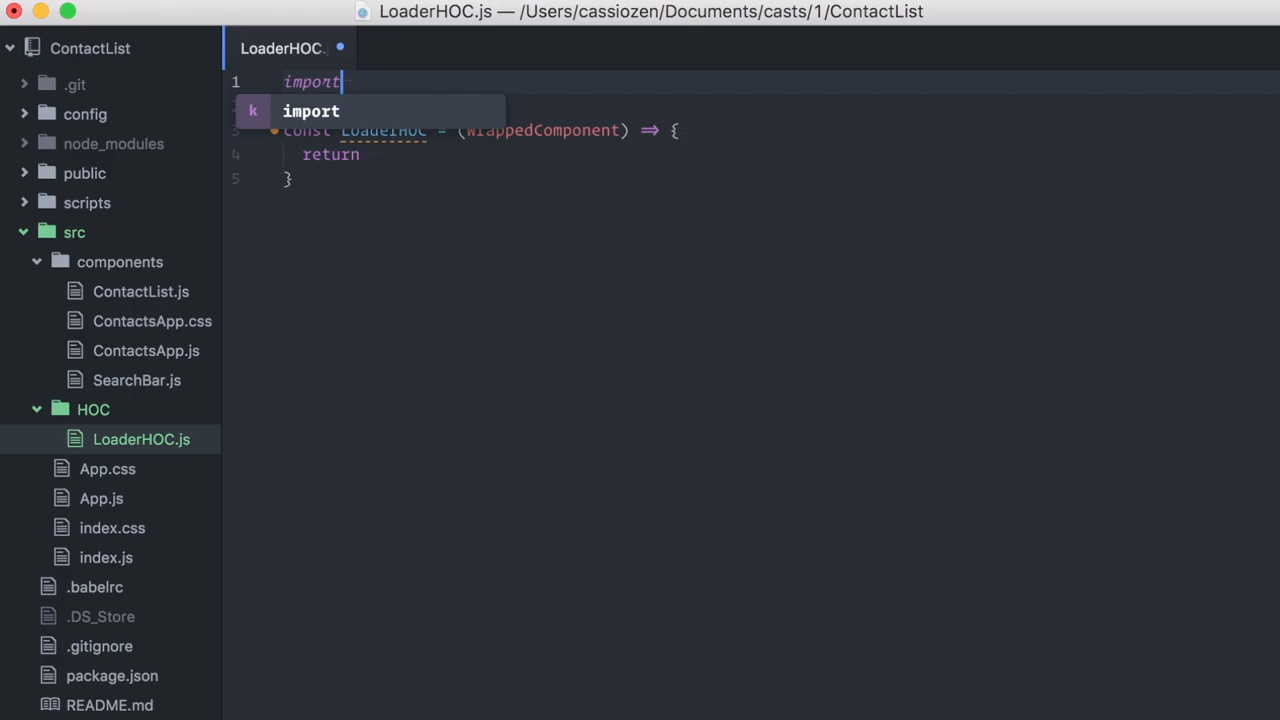 LoaderHOC.js — /Users/cassiozen/Documents/casts/1/ContactList
ContactList
.git
config
node_modules
public
scripts
src
components
ContactList.js
ContactsApp.css
ContactsApp.js
SearchBar.js
HOC
LoaderHOC.js
App.css
App.js
index.css
index.js
.babelrc
.DS_Store
.gitignore
package.json
README.md
LoaderHOC.
1 import
k import
3 const LoaderHOC = (WrappedComponent) => {
4 return
5 }